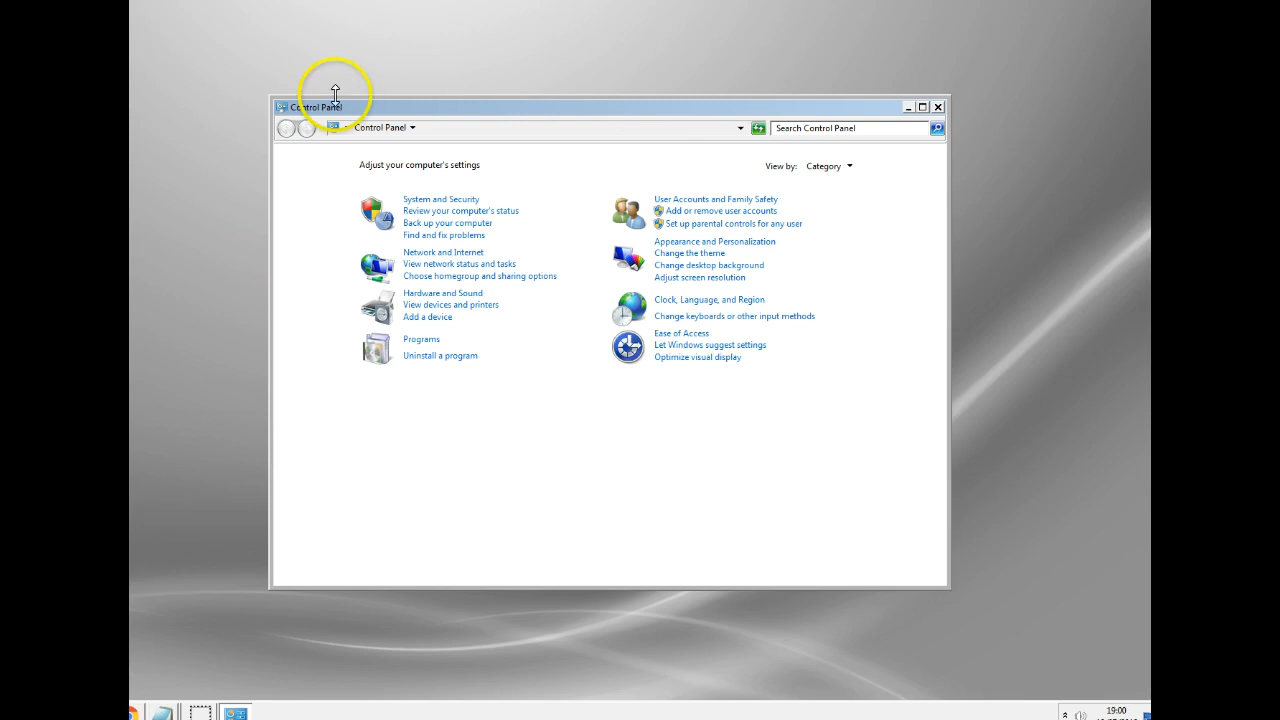 Control Panel
Control Panel
Search Control Panel
Adjust your computer's settings
View by: Category
System and Security
Review your computer's status
Back up your computer
Find and fix problems
Network and Internet
View network status and tasks
Choose homegroup and sharing options
Hardware and Sound
View devices and printers
Add a device
Programs
Uninstall a program
User Accounts and Family Safety
Add or remove user accounts
Set up parental controls for any user
Appearance and Personalization
Change the theme
Change desktop background
Adjust screen resolution
Clock, Language, and Region
Change keyboards or other input methods
Ease of Access
Let Windows suggest settings
Optimize visual display
19:00